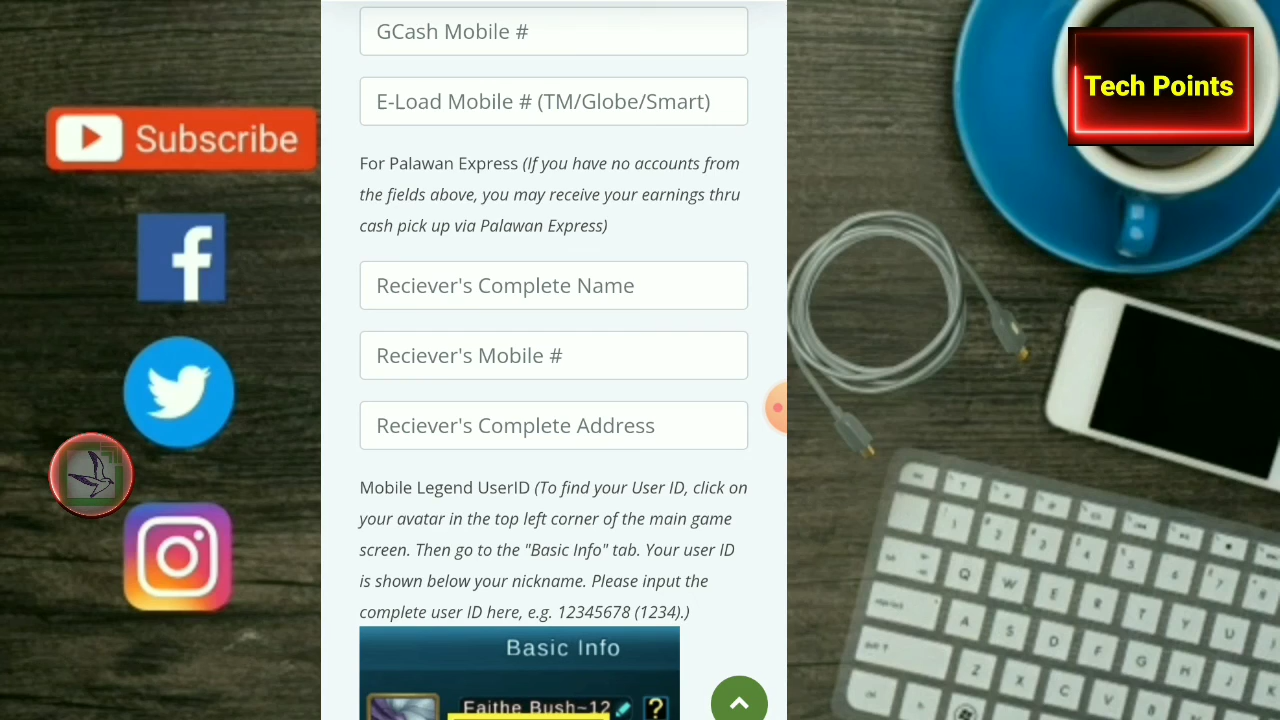 GCash Mobile #
E-Load Mobile # (TM/Globe/Smart)
For Palawan Express (If you have no accounts from
the fields above, you may receive your earnings thru
cash pick up via Palawan Express)
Reciever's Complete Name
Reciever's Mobile #
Reciever's Complete Address
Mobile Legend UserID (To find your User ID, click on
your avatar in the top left corner of the main game
screen. Then go to the "Basic Info" tab. Your user ID
is shown below your nickname. Please input the
complete user ID here, e.g. 12345678 (1234).)
Basic Info
Faithe Bush~12
?
Subscribe
Tech Points
Q W E R T Y U
A S D F G H J K
Z X C V B